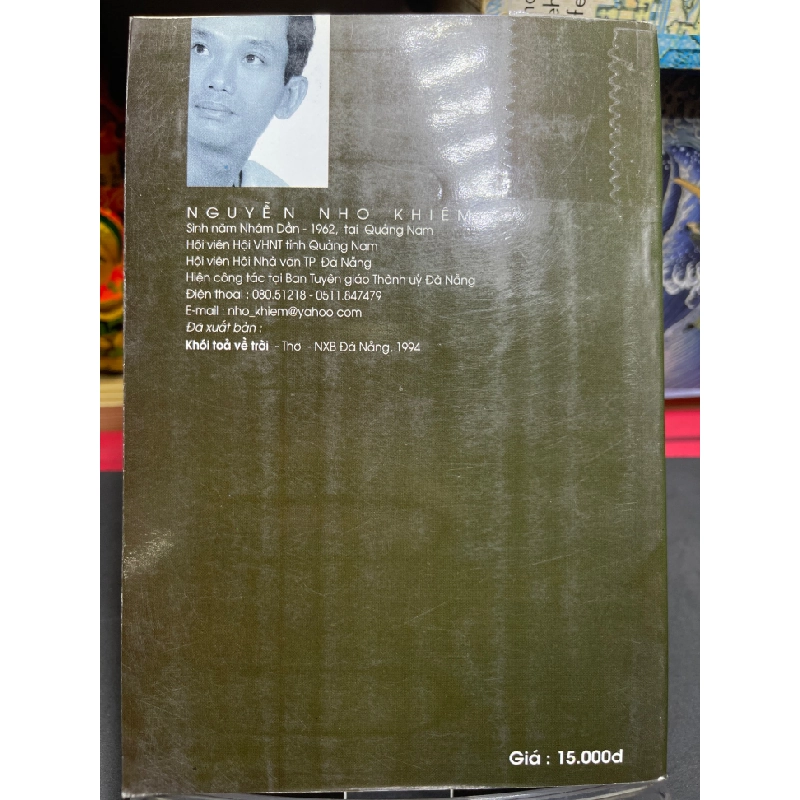 NGUYỄN NHO KHIÊM
Sinh năm Nhâm Dần - 1962, tại Quảng Nam
Hội viên Hội VHNT tỉnh Quảng Nam
Hội viên Hội Nhà văn TP Đà Nẵng
Hiện công tác tại Ban Tuyên giáo Thành uỷ Đà Nẵng
Điện thoại : 080.51218 - 0511.847479
E-mail : nho_khiem@yahoo.com
Đã xuất bản :
Khói toả về trời - Thơ - NXB Đà Nẵng, 1994
Giá : 15.000đ